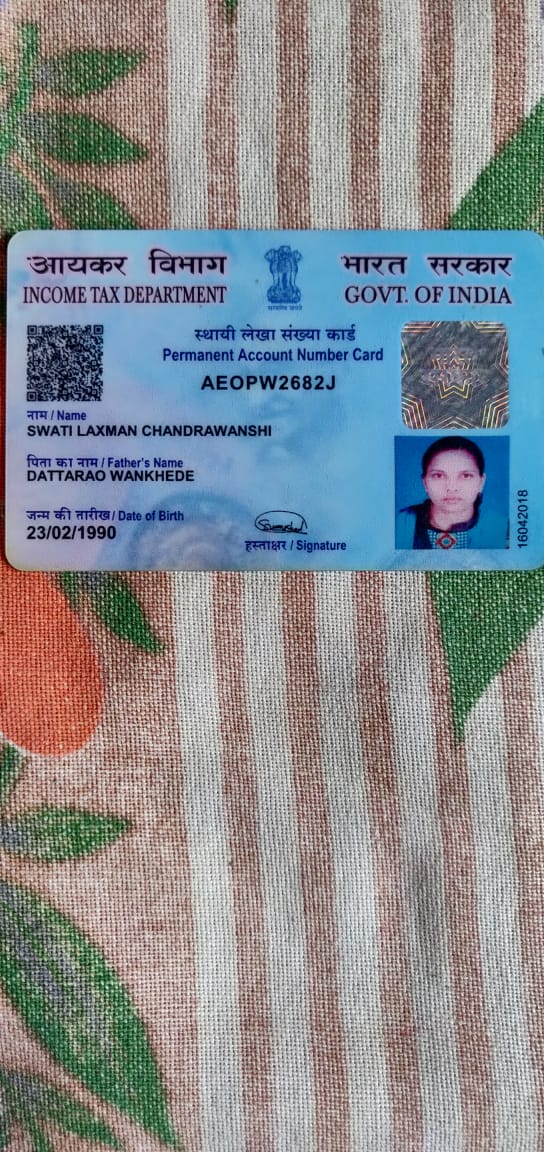 आयकर विभाग
INCOME TAX DEPARTMENT
भारत सरकार
GOVT. OF INDIA
सत्यमेव जयते
स्थायी लेखा संख्या कार्ड
Permanent Account Number Card
AEOPW2682J
नाम / Name
SWATI LAXMAN CHANDRAWANSHI
पिता का नाम / Father's Name
DATTARAO WANKHEDE
जन्म की तारीख / Date of Birth
23/02/1990
हस्ताक्षर / Signature
16042018